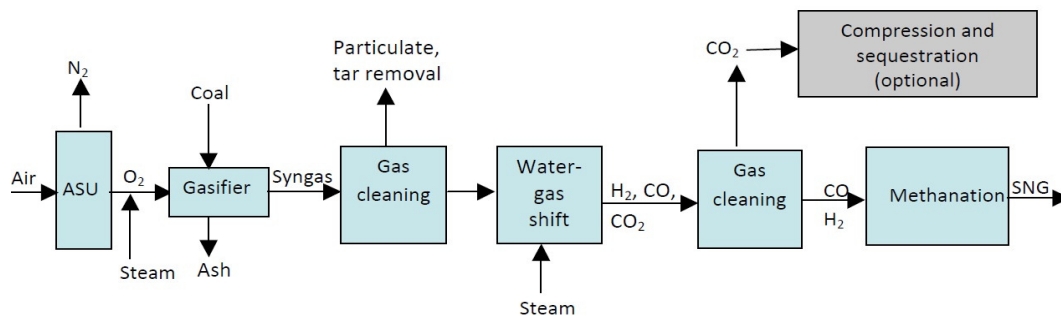 Air
N2
ASU
O2
Steam
Coal
Gasifier
Ash
Syngas
Particulate,
tar removal
Gas
cleaning
Water-
gas
shift
Steam
H2, CO,
CO2
CO2
Gas
cleaning
Compression and
sequestration
(optional)
CO
H2
Methanation
SNG